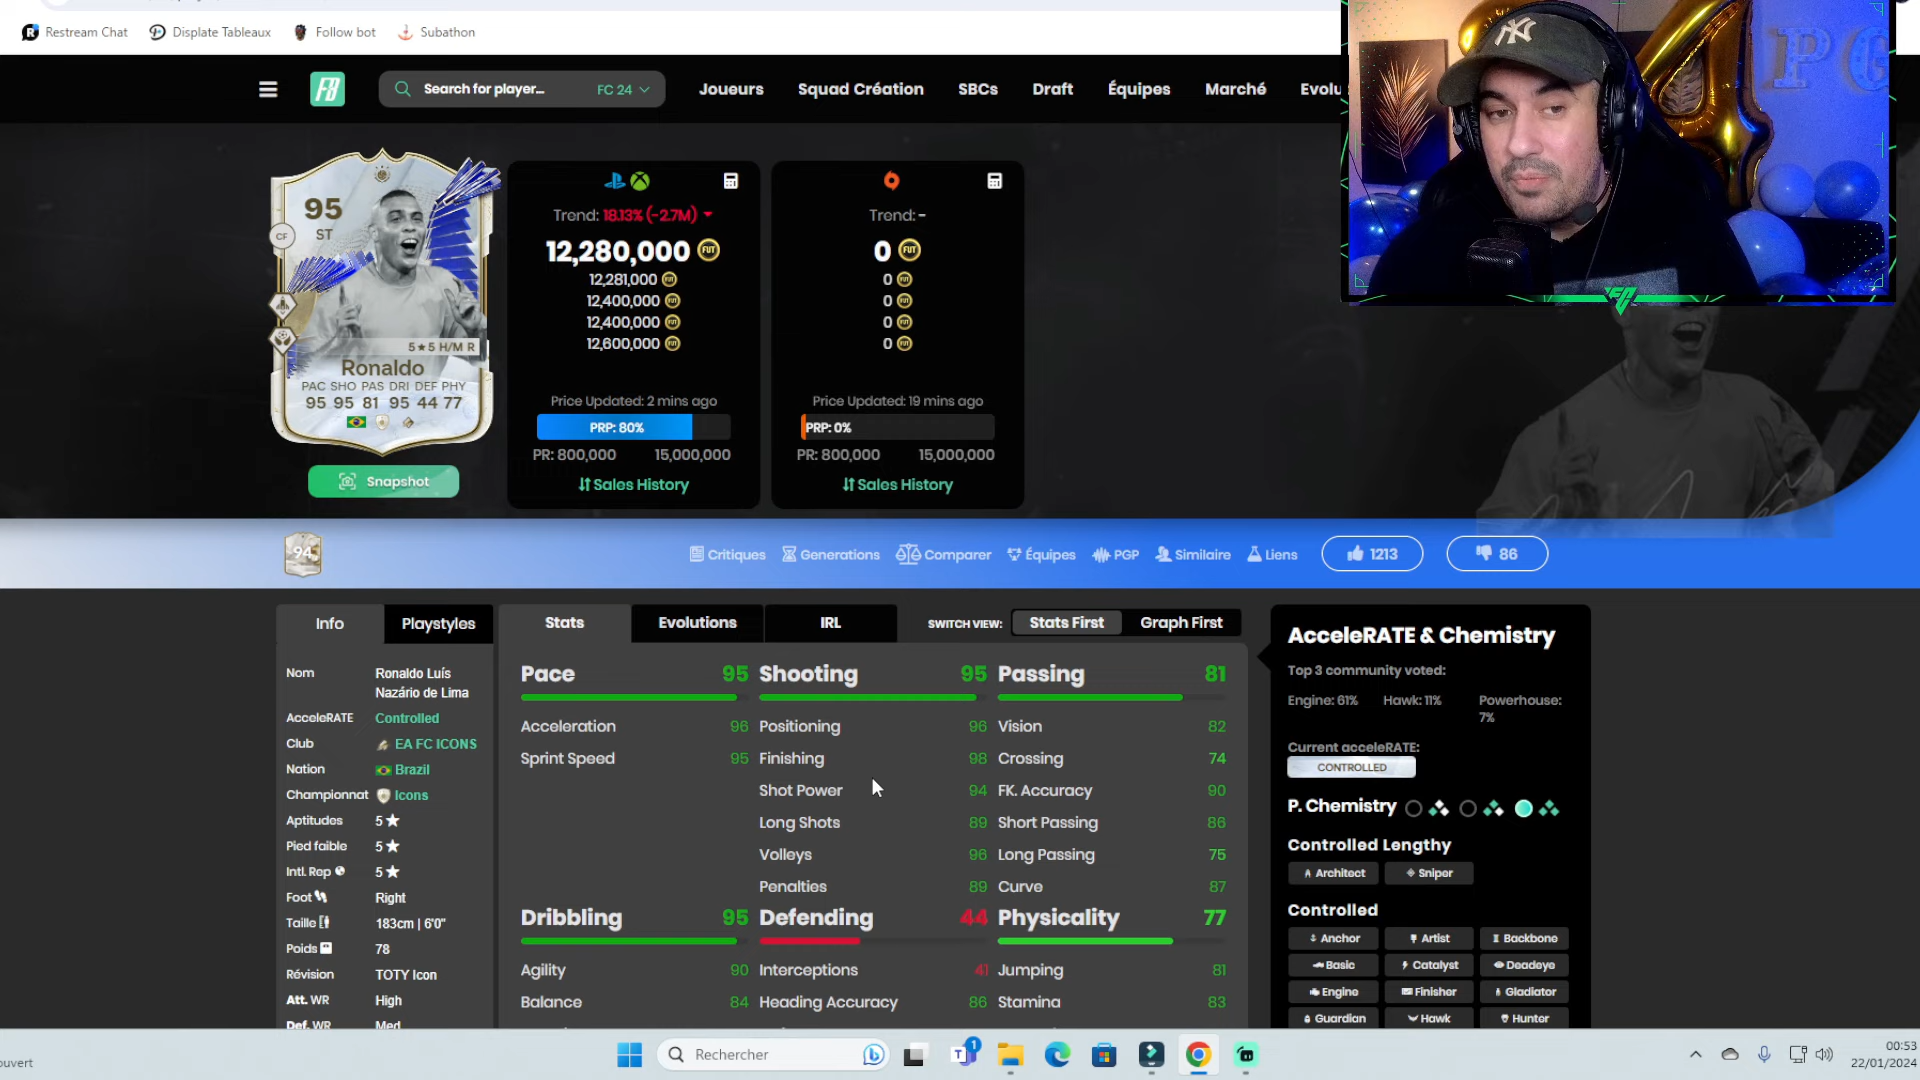 Restream Chat
Displate Tableaux
Follow bot
Subathon
Search for player...
FC 24
Joueurs
Squad Création
SBCs
Draft
Équipes
Marché
Evolu
PG
95
ST
CF
5★5 H/M R
Ronaldo
PAC SHO PAS DRI DEF PHY
95 95 81 95 44 77
Snapshot
Trend: 18.13% (-2.7M)
12,280,000
12,281,000
12,400,000
12,400,000
12,600,000
Price Updated: 2 mins ago
PRP: 80%
PR: 800,000 15,000,000
Sales History
Trend: -
0
0
0
0
0
Price Updated: 19 mins ago
PRP: 0%
PR: 800,000 15,000,000
Sales History
94
Critiques
Generations
Comparer
Équipes
PGP
Similaire
Liens
1213
86
Info
Playstyles
Nom Ronaldo Luís
Nazário de Lima
AcceleRATE Controlled
Club EA FC ICONS
Nation Brazil
Championnat Icons
Aptitudes 5★
Pied faible 5★
Intl. Rep 5★
Foot Right
Taille 183cm | 6'0"
Poids 78
Révision TOTY Icon
Att. WR High
Def. WR Med
Stats
Evolutions
IRL
SWITCH VIEW:
Stats First
Graph First
Pace 95
Acceleration 96
Sprint Speed 95
Shooting 95
Positioning 96
Finishing 98
Shot Power 94
Long Shots 89
Volleys 96
Penalties 89
Passing 81
Vision 82
Crossing 74
FK. Accuracy 90
Short Passing 86
Long Passing 75
Curve 87
Dribbling 95
Agility 90
Balance 84
Defending 44
Interceptions 41
Heading Accuracy 86
Physicality 77
Jumping 81
Stamina 83
AcceleRATE & Chemistry
Top 3 community voted:
Engine: 61% Hawk: 11% Powerhouse:
7%
Current acceleRATE:
CONTROLLED
P. Chemistry
Controlled Lengthy
Architect
Sniper
Controlled
Anchor
Artist
Backbone
Basic
Catalyst
Deadeye
Engine
Finisher
Gladiator
Guardian
Hawk
Hunter
ouvert
Rechercher
1
00:53
22/01/2024